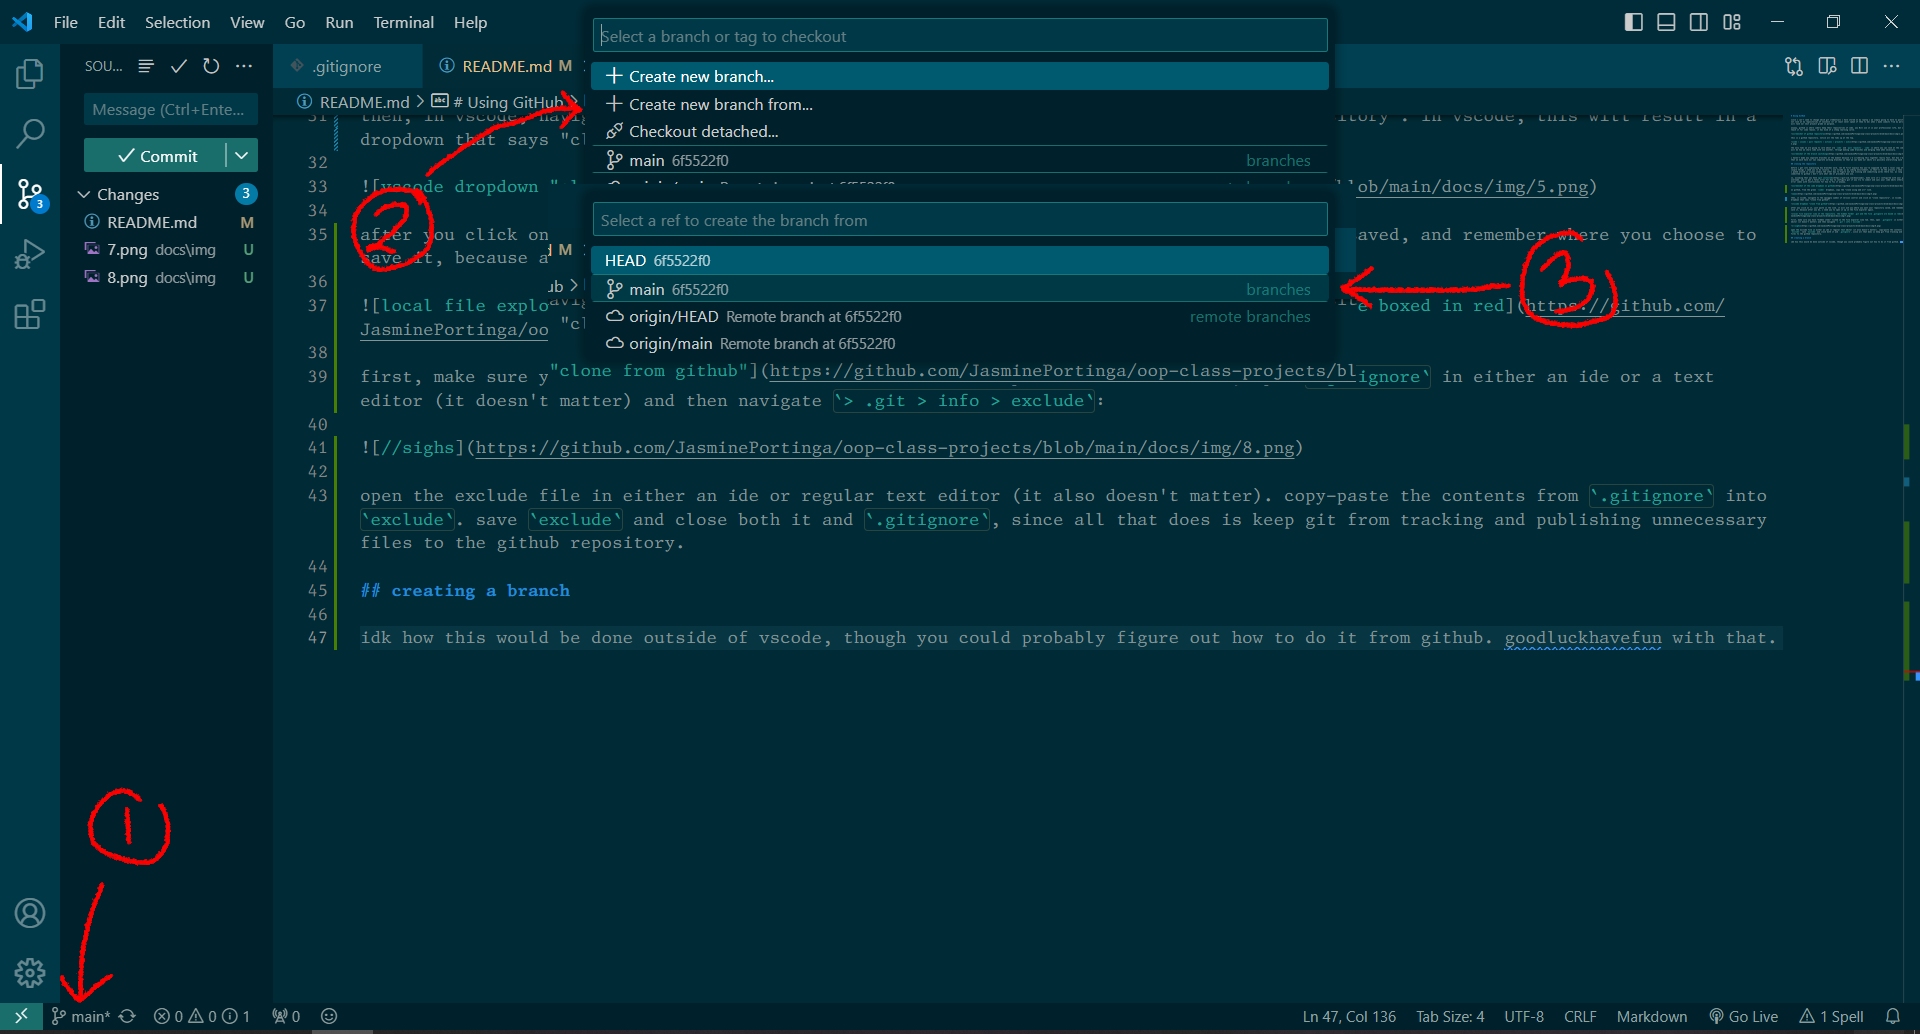 File Edit Selection View Go Run Terminal Help
Select a branch or tag to checkout
Create new branch...
Create new branch from...
Checkout detached...
main 6f5522f0 branches
SOU...
.gitignore
README.md M
README.md > # Using GitHub >
Message (Ctrl+Ente...
Commit
Changes 3
README.md M
7.png docs\img U
8.png docs\img U
3
31 then, in vscode, navig
itory". in vscode, this will result in a
dropdown that says "cl
32
33 ![vscode dropdown "
blob/main/docs/img/5.png)
34
Select a ref to create the branch from
35 after you click on
aved, and remember where you choose to
save it, because a
M
HEAD 6f5522f0
36
ub >
main 6f5522f0 branches
37 ![local file explo
e boxed in red](https://github.com/
origin/HEAD Remote branch at 6f5522f0 remote branches
JasminePortinga/oo
"cl
origin/main Remote branch at 6f5522f0
38
39 first, make sure y
"clone from github"](https://github.com/JasminePortinga/oop-class-projects/bl
ignore` in either an ide or a text
editor (it doesn't matter) and then navigate `> .git > info > exclude`:
40
41 ![//sighs](https://github.com/JasminePortinga/oop-class-projects/blob/main/docs/img/8.png)
42
43 open the exclude file in either an ide or regular text editor (it also doesn't matter). copy-paste the contents from `.gitignore` into
`exclude`. save `exclude` and close both it and `.gitignore`, since all that does is keep git from tracking and publishing unnecessary
files to the github repository.
44
45 ## creating a branch
46
47 idk how this would be done outside of vscode, though you could probably figure out how to do it from github. goodluckhavefun with that.
1
2
3
main* 0 0 1 0
Ln 47, Col 136 Tab Size: 4 UTF-8 CRLF Markdown Go Live 1 Spell